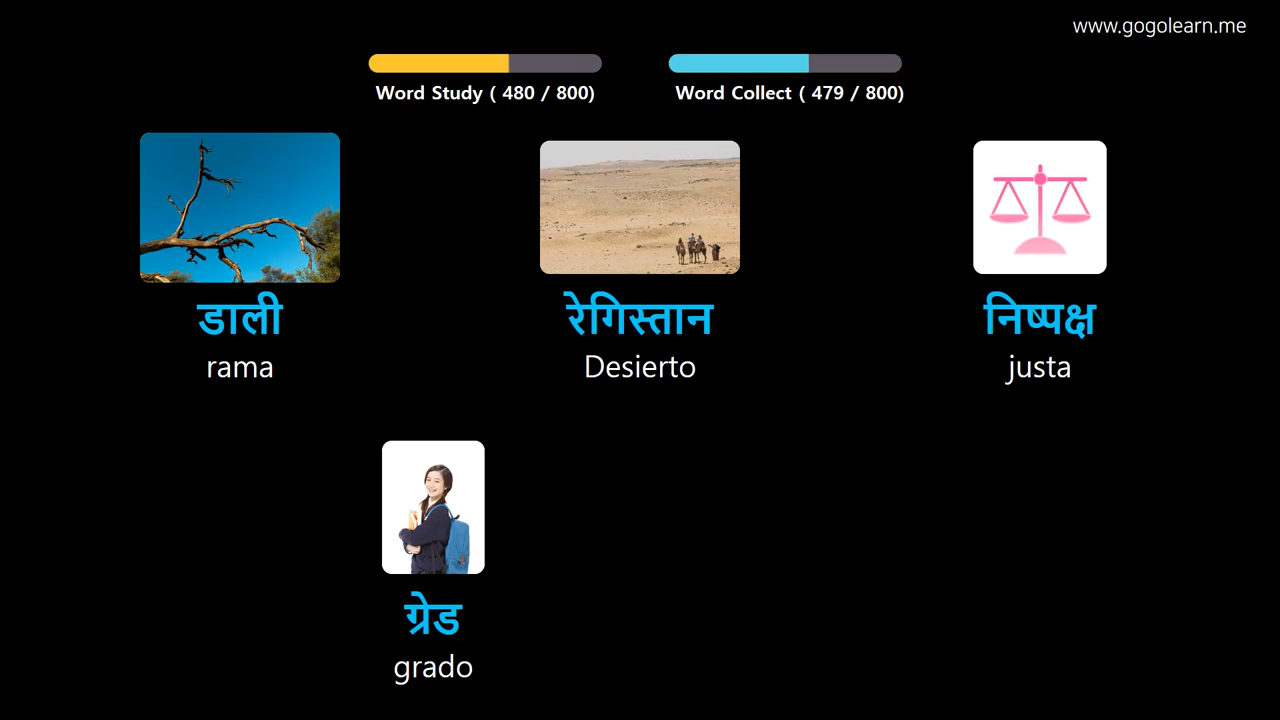 www.gogolearn.me
Word Study ( 480 / 800)
Word Collect ( 479 / 800)
डाली
rama
रेगिस्तान
Desierto
निष्पक्ष
justa
ग्रेड
grado